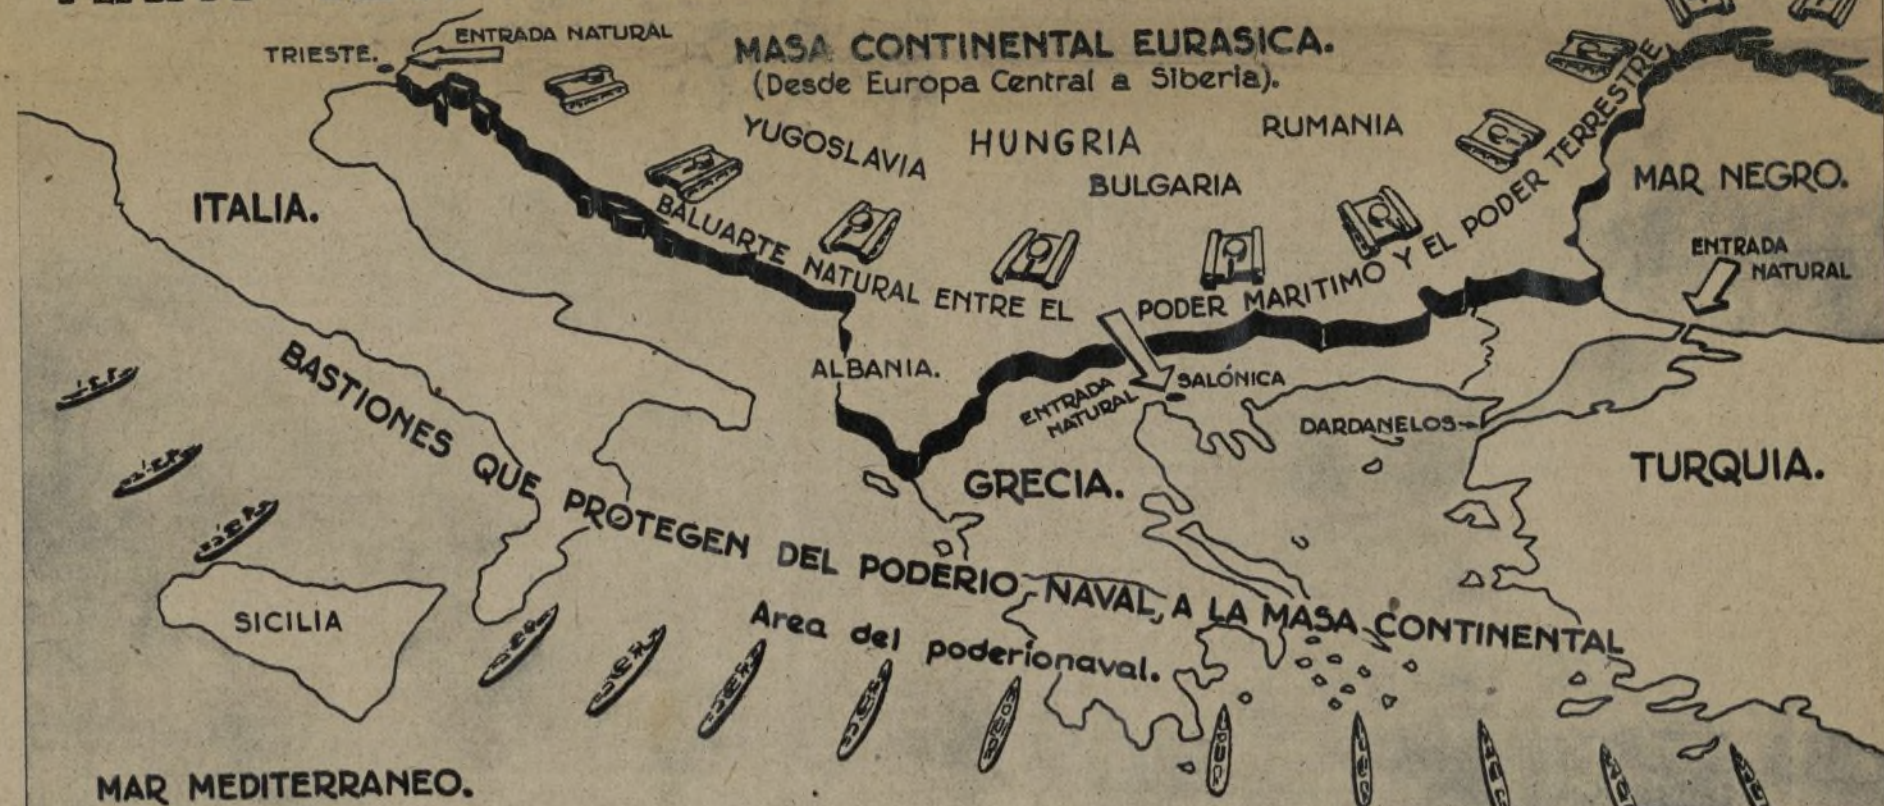 ENTRADA NATURAL
TRIESTE.
MASA CONTINENTAL EURASICA.
(Desde Europa Central a Siberia).
YUGOSLAVIA
HUNGRIA
RUMANIA
BULGARIA
ITALIA.
MAR NEGRO.
BALUARTE NATURAL ENTRE EL PODER MARITIMO Y EL PODER TERRESTRE
ENTRADA
NATURAL
ALBANIA.
ENTRADA
NATURAL
SALÓNICA
DARDANELOS
GRECIA.
TURQUIA.
BASTIONES QUE PROTEGEN DEL PODERIO NAVAL, A LA MASA CONTINENTAL
Area del poderionaval.
SICILIA
MAR MEDITERRANEO.